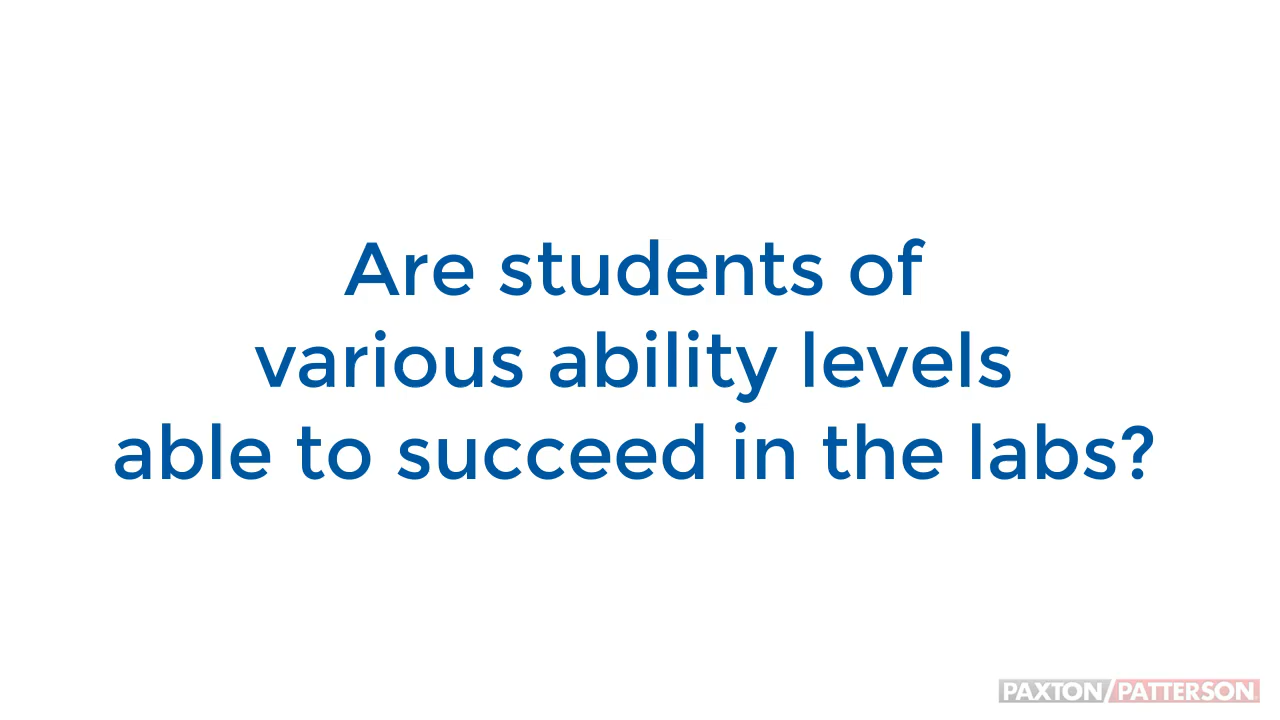 Are students of
various ability levels
able to succeed in the labs?
PAXTON/PATTERSON